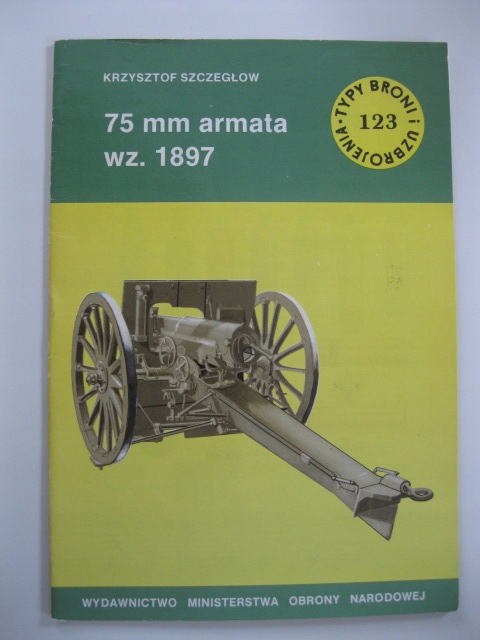 KRZYSZTOF SZCZEGŁOW
75 mm armata
wz. 1897
TYPY BRONI i UZBROJENIA •
123
WYDAWNICTWO MINISTERSTWA OBRONY NARODOWEJ